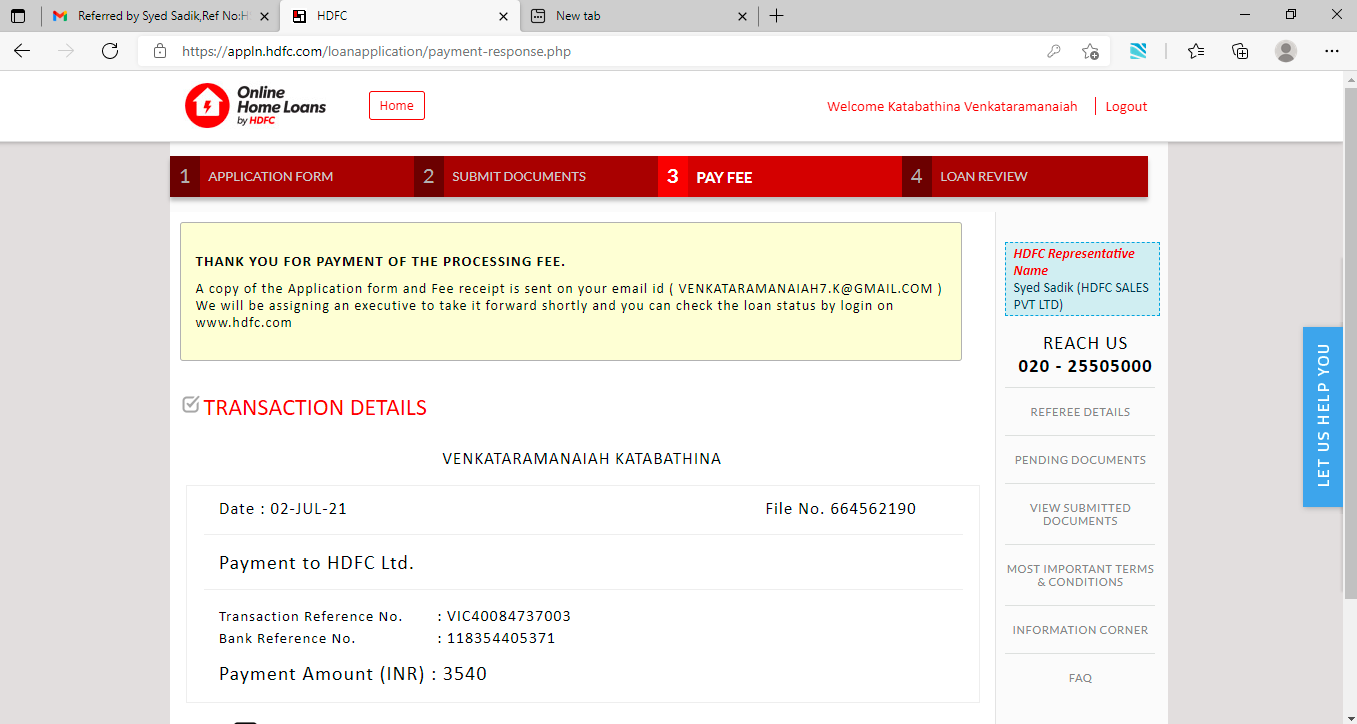 Referred by Syed Sadik,Ref No:H
HDFC
New tab
https://appln.hdfc.com/loanapplication/payment-response.php
Online
Home Loans
by HDFC
Home
Welcome Katabathina Venkataramanaiah
Logout
1 APPLICATION FORM
2 SUBMIT DOCUMENTS
3 PAY FEE
4 LOAN REVIEW
THANK YOU FOR PAYMENT OF THE PROCESSING FEE.
A copy of the Application form and Fee receipt is sent on your email id ( VENKATARAMANAIAH7.K@GMAIL.COM )
We will be assigning an executive to take it forward shortly and you can check the loan status by login on
www.hdfc.com
TRANSACTION DETAILS
VENKATARAMANAIAH KATABATHINA
Date : 02-JUL-21
File No. 664562190
Payment to HDFC Ltd.
Transaction Reference No. : VIC40084737003
Bank Reference No. : 118354405371
Payment Amount (INR) : 3540
HDFC Representative
Name
Syed Sadik (HDFC SALES
PVT LTD)
REACH US
020 - 25505000
REFEREE DETAILS
PENDING DOCUMENTS
VIEW SUBMITTED
DOCUMENTS
MOST IMPORTANT TERMS
& CONDITIONS
INFORMATION CORNER
FAQ
LET US HELP YOU